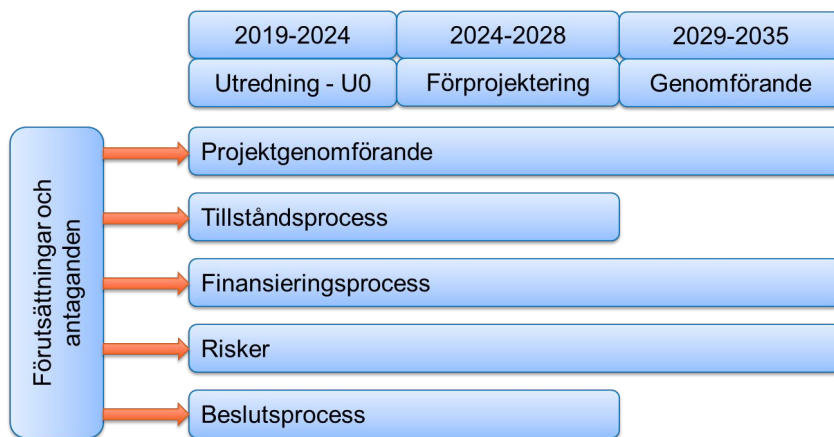 2019-2024
2024-2028
2029-2035
Utredning - U0
Förprojektering
Genomförande
Förutsättningar och
antaganden
Projektgenomförande
Tillståndsprocess
Finansieringsprocess
Risker
Beslutsprocess